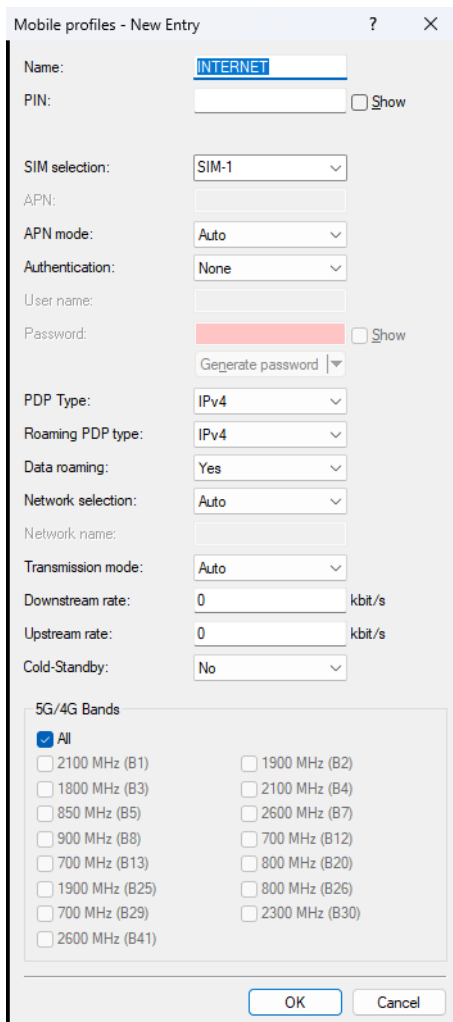 Mobile profiles - New Entry ? ✕
Name: INTERNET
PIN: Show
SIM selection: SIM-1
APN:
APN mode: Auto
Authentication: None
User name:
Password: Show
Generate password
PDP Type: IPv4
Roaming PDP type: IPv4
Data roaming: Yes
Network selection: Auto
Network name:
Transmission mode: Auto
Downstream rate: 0 kbit/s
Upstream rate: 0 kbit/s
Cold-Standby: No
5G/4G Bands
All
2100 MHz (B1) 1900 MHz (B2)
1800 MHz (B3) 2100 MHz (B4)
850 MHz (B5) 2600 MHz (B7)
900 MHz (B8) 700 MHz (B12)
700 MHz (B13) 800 MHz (B20)
1900 MHz (B25) 800 MHz (B26)
700 MHz (B29) 2300 MHz (B30)
2600 MHz (B41)
OK Cancel